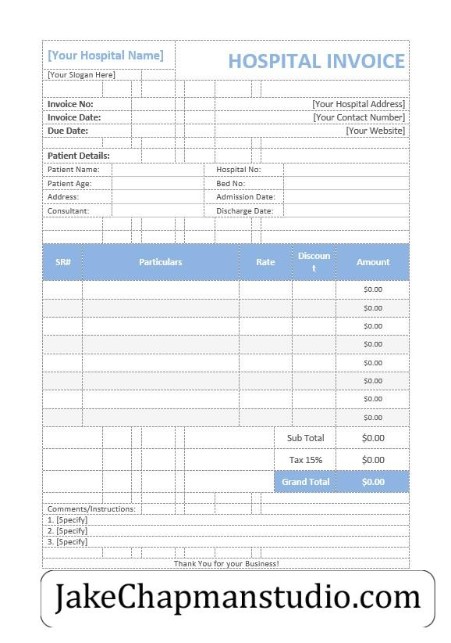 [Your Hospital Name]
HOSPITAL INVOICE
[Your Slogan Here]
Invoice No:
[Your Hospital Address]
Invoice Date:
[Your Contact Number]
Due Date:
[Your Website]
Patient Details:
Patient Name:
Hospital No:
Patient Age:
Bed No:
Address:
Admission Date:
Consultant:
Discharge Date:
SR# Particulars Rate Discoun
t Amount
$0.00
$0.00
$0.00
$0.00
$0.00
$0.00
$0.00
$0.00
Sub Total $0.00
Tax 15% $0.00
Grand Total $0.00
Comments/Instructions:
1. [Specify]
2. [Specify]
3. [Specify]
Thank You for your Business!
JakeChapmanstudio.com